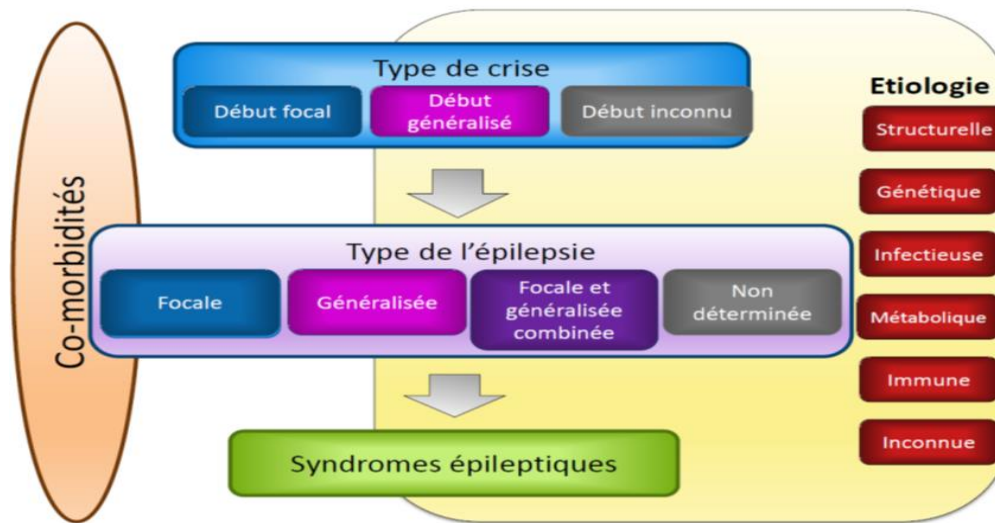 Type de crise
Début focal
Début
généralisé
Début inconnu
Co-morbidités
Type de l'épilepsie
Focale
Généralisée
Focale et
généralisée
combinée
Non
déterminée
Syndromes épileptiques
Etiologie
Structurelle
Génétique
Infectieuse
Métabolique
Immune
Inconnue